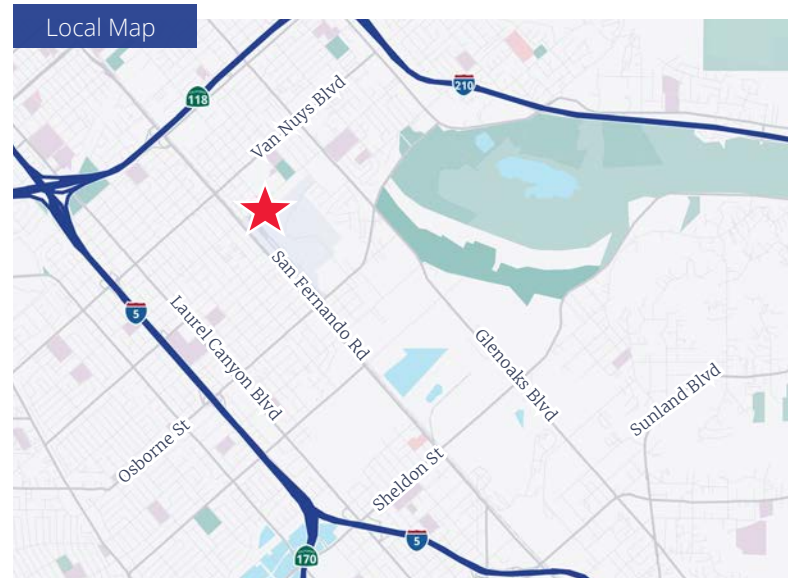 Local Map
210
118
Van Nuys Blvd
San Fernando Rd
5
Laurel Canyon Blvd
Glenoaks Blvd
Sunland Blvd
Osborne St
Sheldon St
5
170